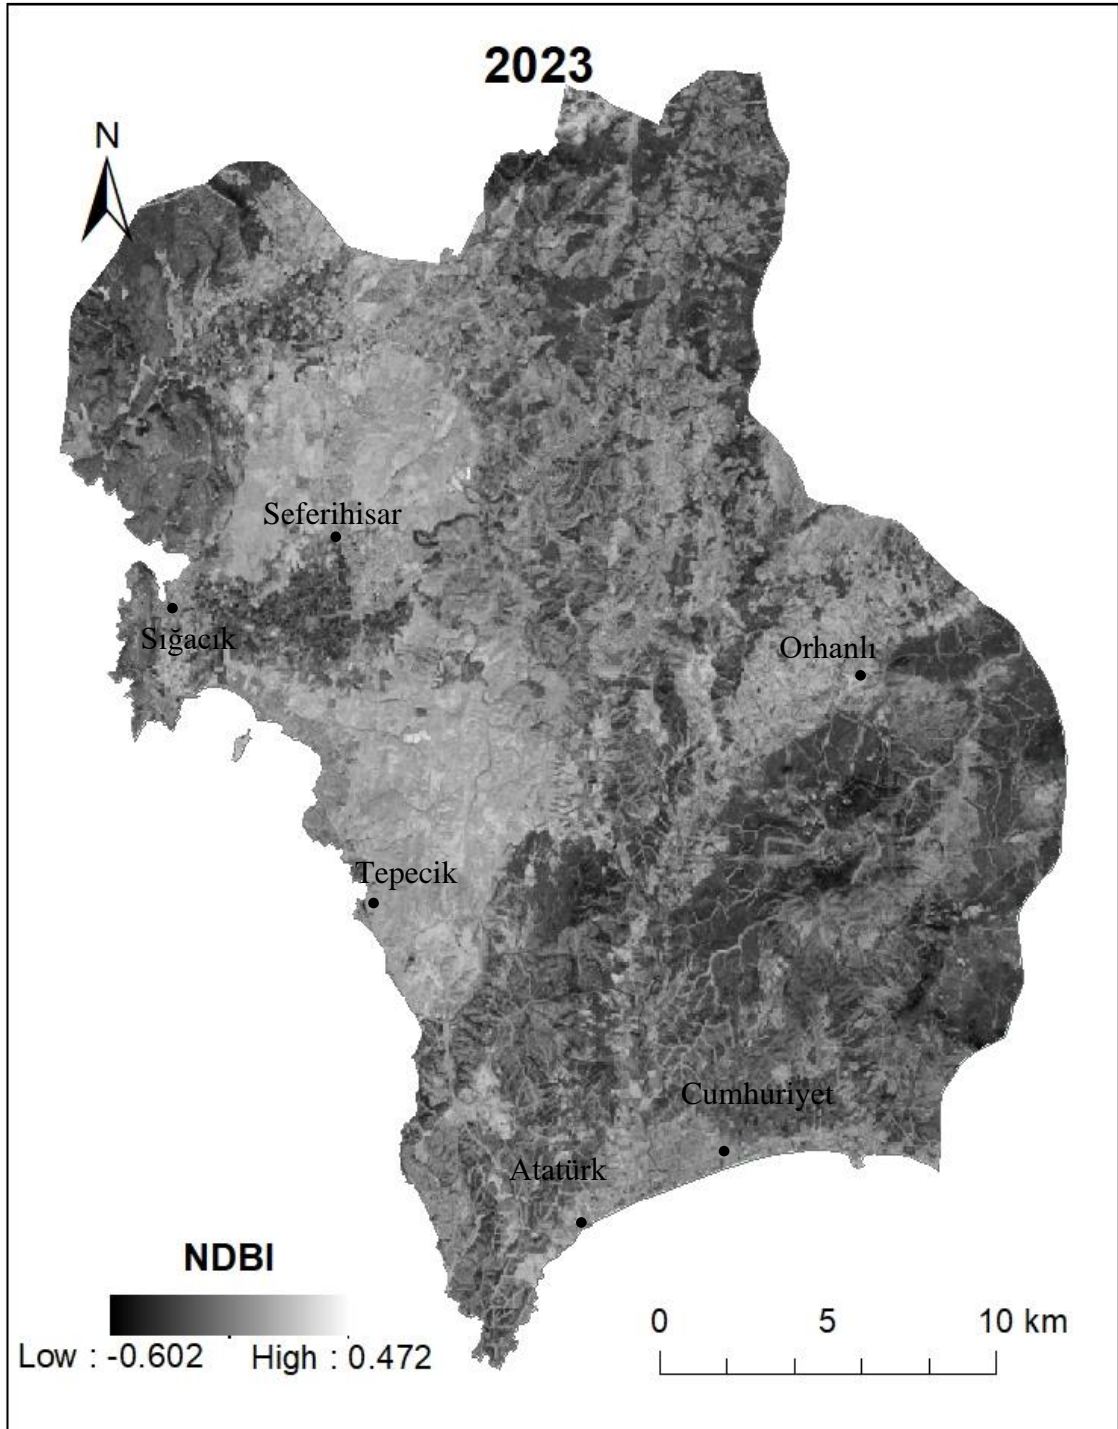 2023
N
Seferihisar
Sığacık
Orhanlı
Tepecik
Cumhuriyet
Atatürk
NDBI
Low : -0.602 High : 0.472
0 5 10 km